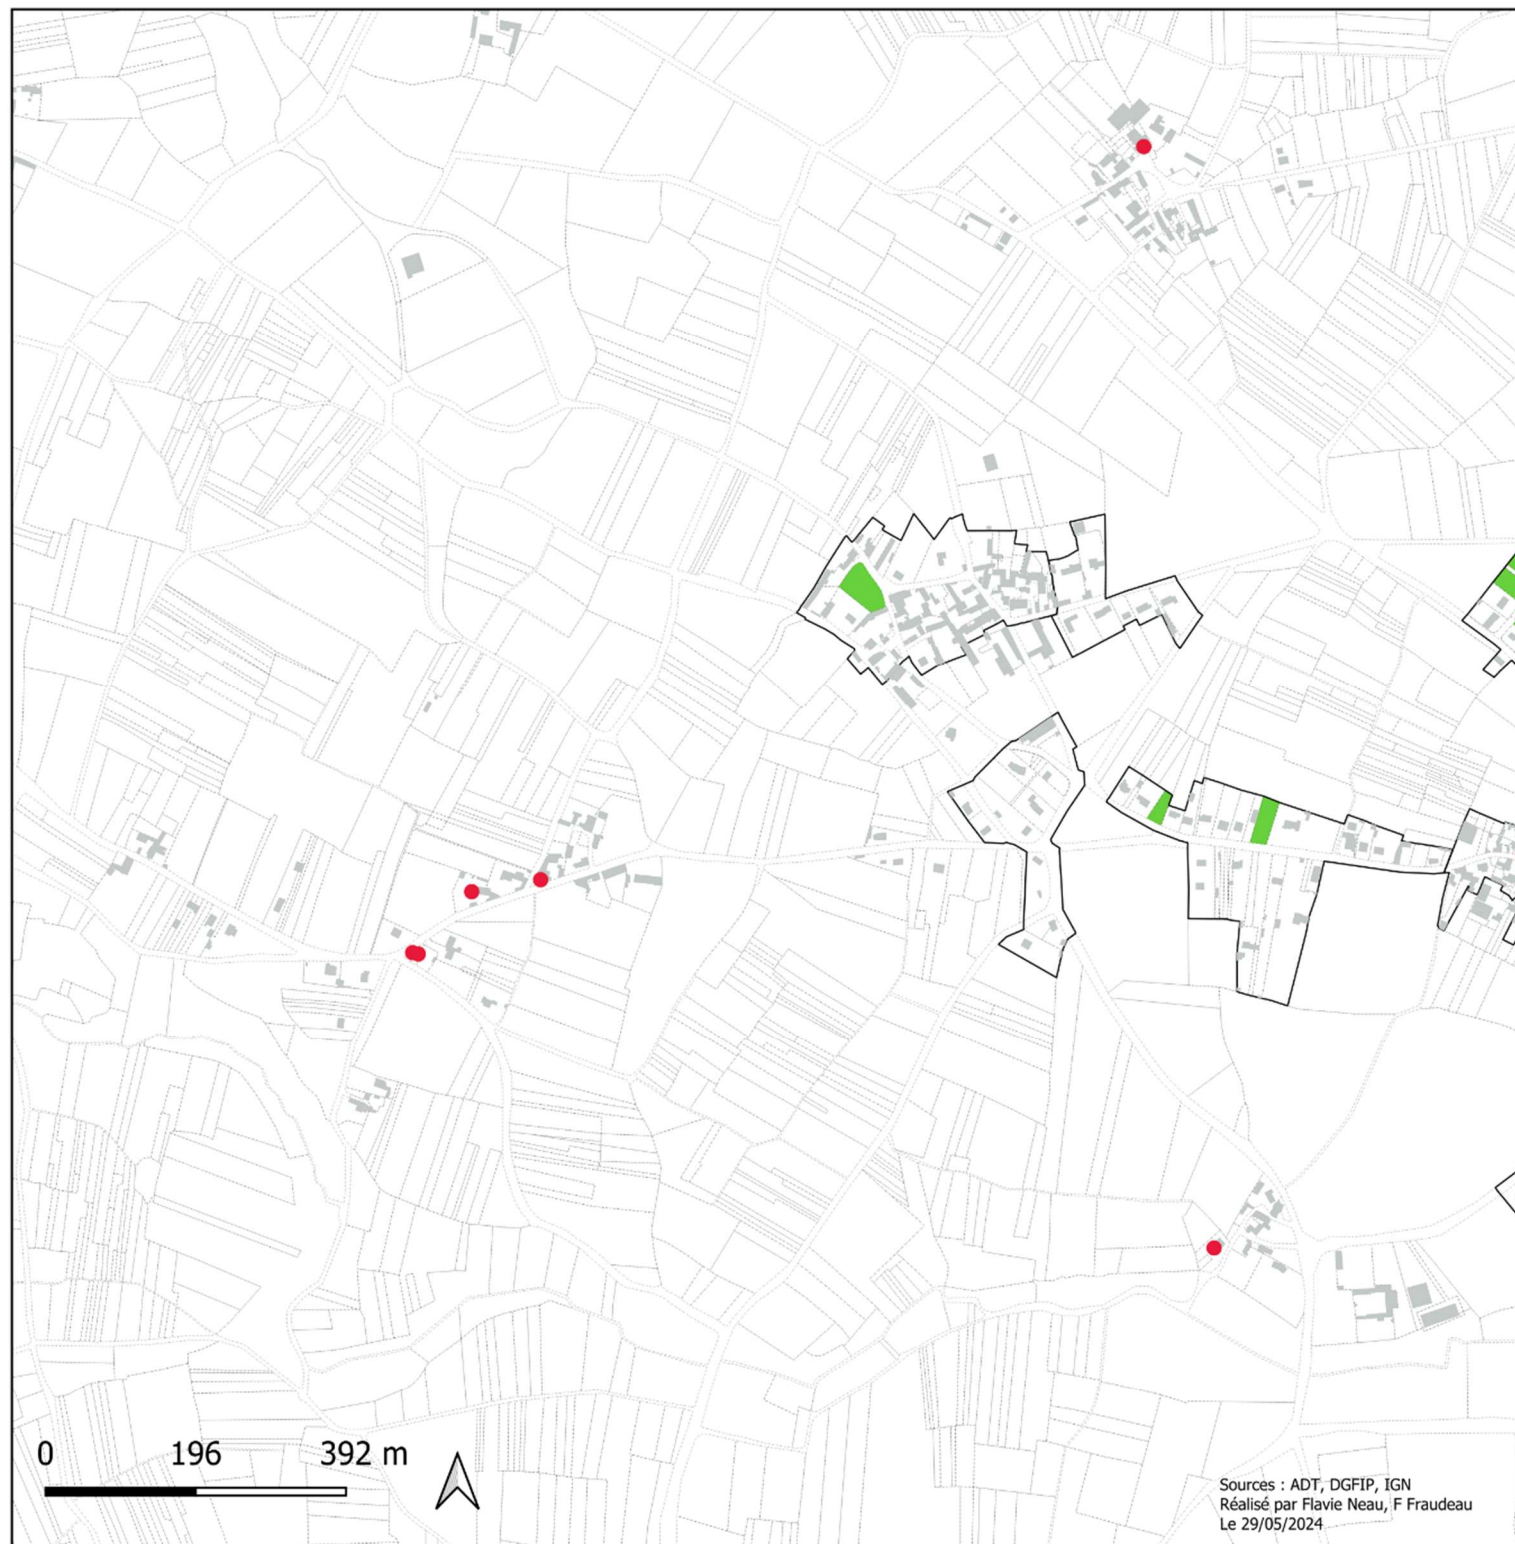 0 196 392 m
Sources : ADT, DGFIP, IGN
Réalisé par Flavie Neau, F Fraudeau
Le 29/05/2024